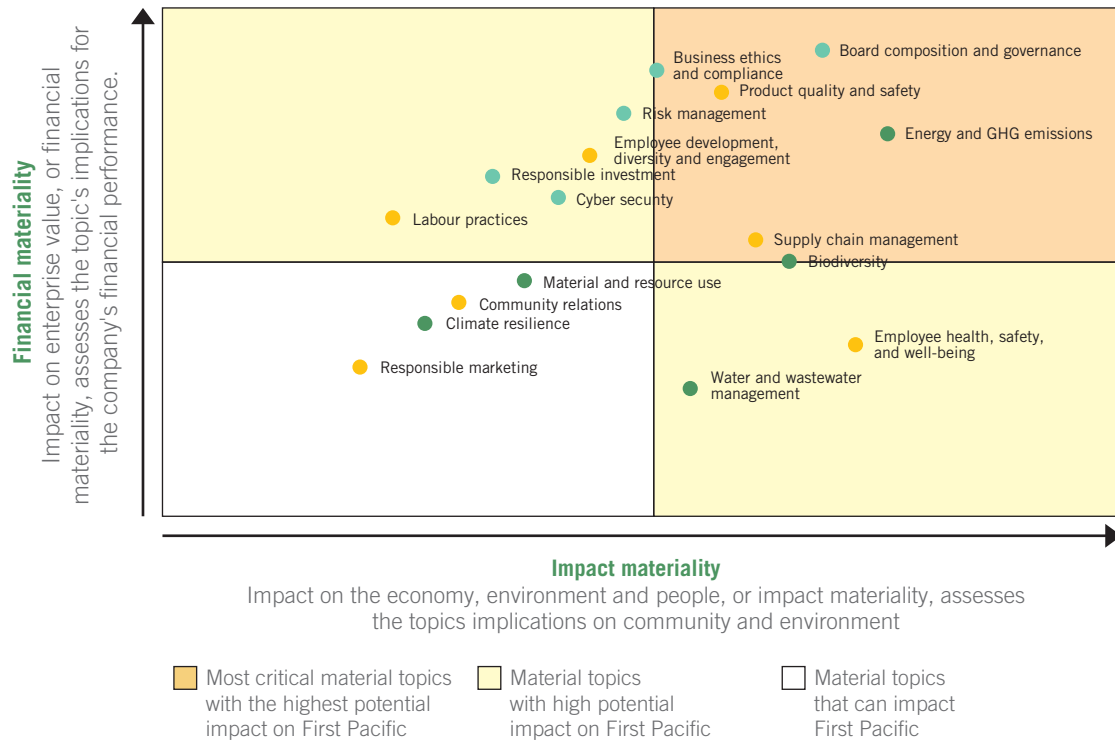 Financial materiality
Impact on enterprise value, or financial
materiality, assesses the topic's implications for
the company's financial performance.
Board composition and governance
Business ethics
and compliance
Product quality and safety
Risk management
Energy and GHG emissions
Employee development,
diversity and engagement
Responsible investment
Cyber security
Labour practices
Supply chain management
Biodiversity
Material and resource use
Community relations
Climate resilience
Employee health, safety,
and well-being
Responsible marketing
Water and wastewater
management
Impact materiality
Impact on the economy, environment and people, or impact materiality, assesses
the topics implications on community and environment
Most critical material topics
with the highest potential
impact on First Pacific
Material topics
with high potential
impact on First Pacific
Material topics
that can impact
First Pacific